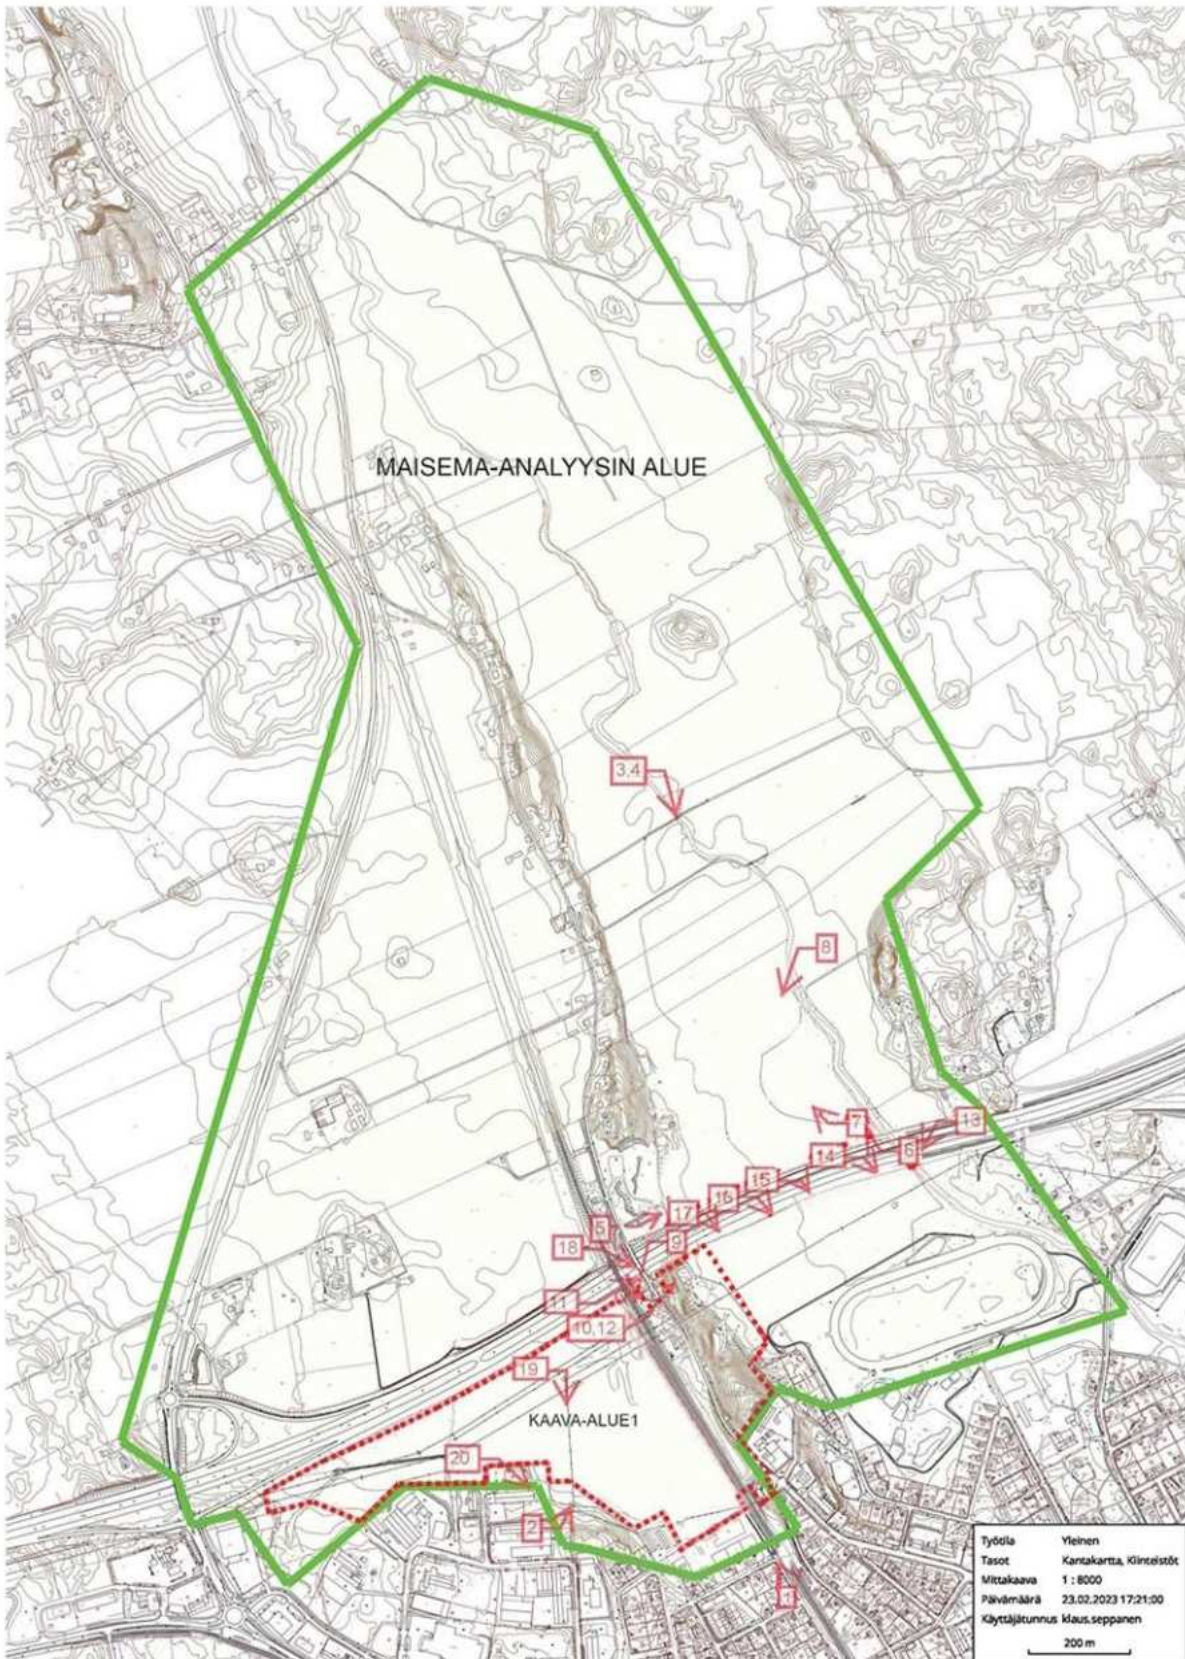 MAISEMA-ANALYYSIN ALUE
3,4
8
7
13
6
14
15
16
17
5
9
18
11
10,12
19
KAAVA-ALUE1
20
2
1
Työtila Yleinen
Tasot Kantakartta, Kiinteistöt
Mittakaava 1 : 8000
Päivämäärä 23.02.2023 17:21:00
Käyttäjätunnus klaus.seppanen
200 m